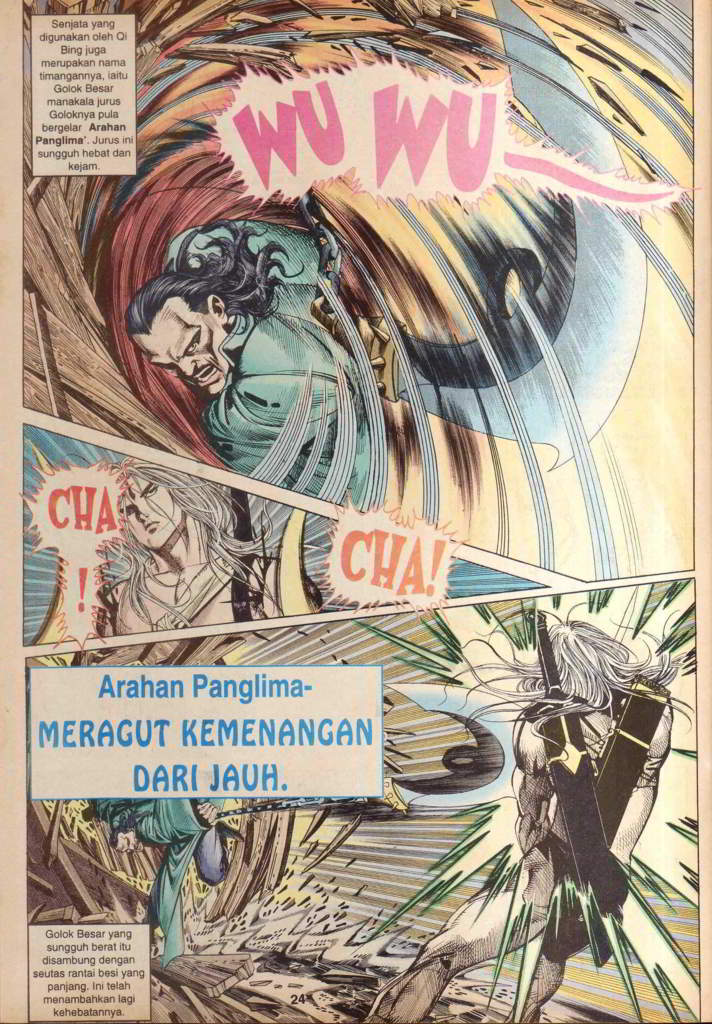 Senjata yang
digunakan oleh Qi
Bing juga
merupakan nama
timangannya, iaitu
Golok Besar
manakala jurus
Goloknya pula
bergelar 'Arahan
Panglima'. Jurus ini
sungguh hebat dan
kejam.
WU WU
CHA
!
CHA!
Arahan Panglima-
MERAGUT KEMENANGAN
DARI JAUH.
Golok Besar yang
sungguh berat itu
disambung dengan
seutas rantai besi yang
panjang. Ini telah
menambahkan lagi
kehebatannya.
24